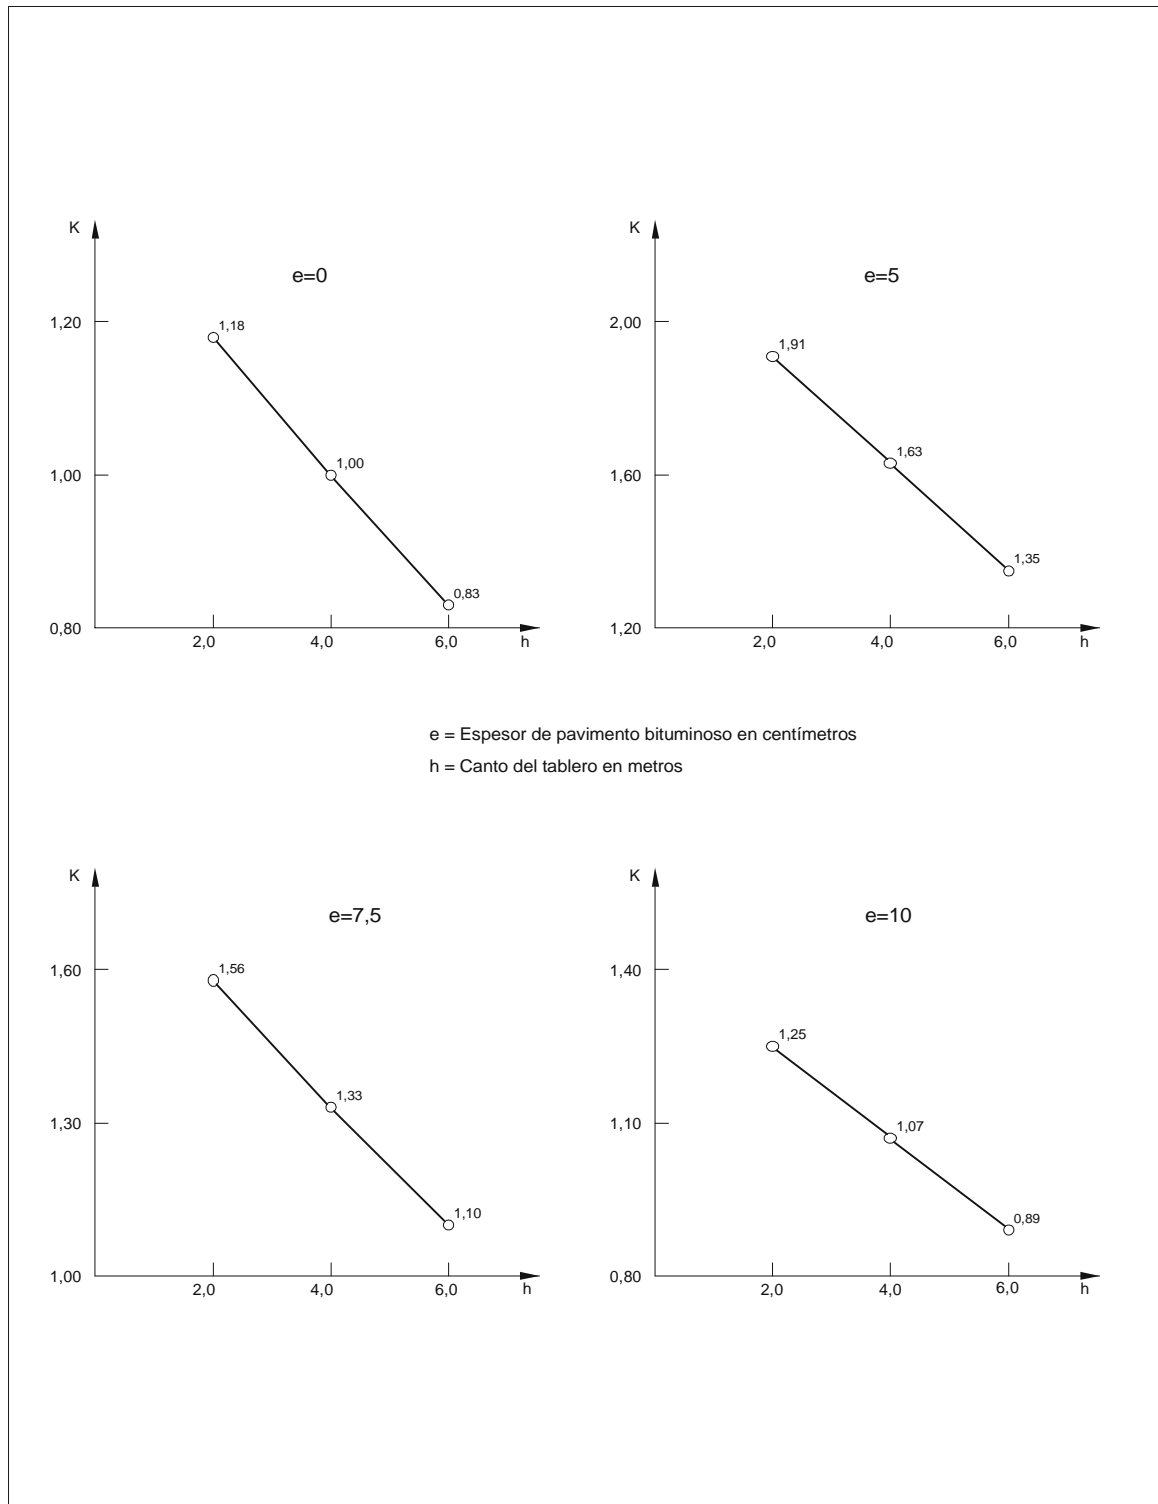 K
e=0
1,20
1,18
1,00
1,00
0,83
0,80
2,0
4,0
6,0
h
K
e=5
2,00
1,91
1,63
1,60
1,35
1,20
2,0
4,0
6,0
h
e = Espesor de pavimento bituminoso en centímetros
h = Canto del tablero en metros
K
e=7,5
1,60
1,56
1,33
1,30
1,10
1,00
2,0
4,0
6,0
h
K
e=10
1,40
1,25
1,10
1,07
0,89
0,80
2,0
4,0
6,0
h